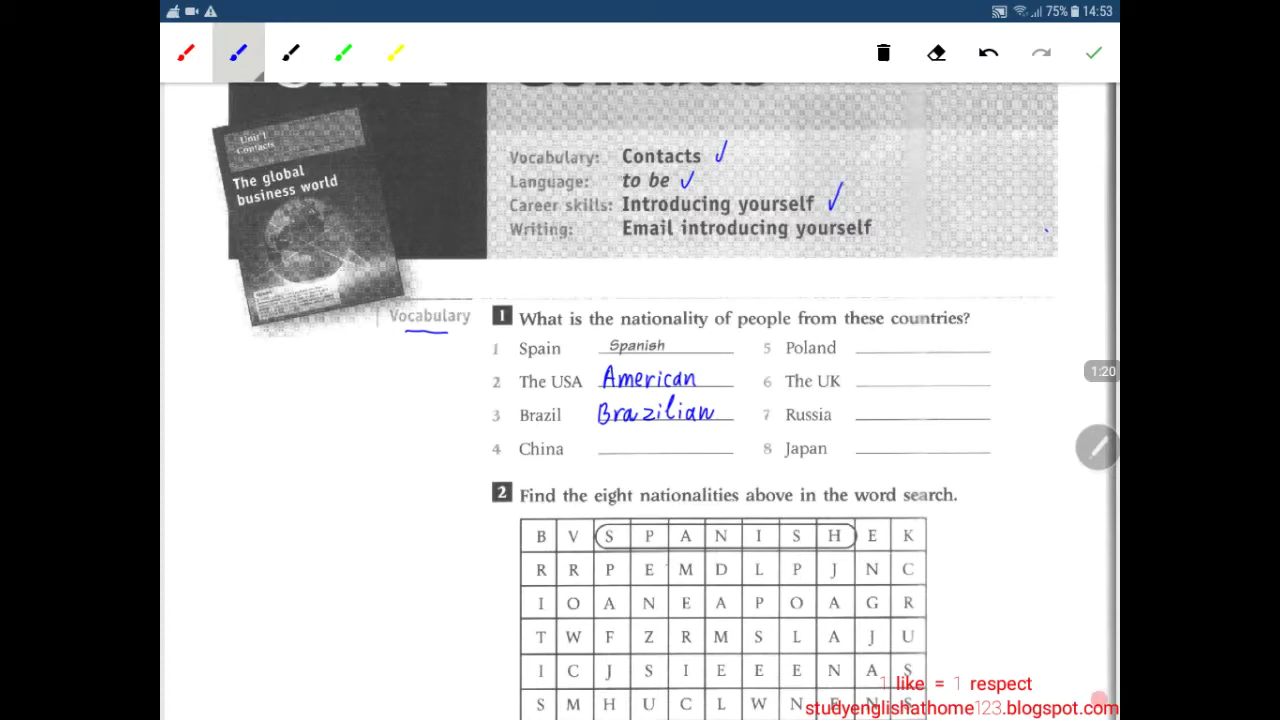 75% 14:53
Unit 1
Contacts
The global
business world
Vocabulary: Contacts
Language: to be
Career skills: Introducing yourself
Writing: Email introducing yourself
Vocabulary
1 What is the nationality of people from these countries?
1 Spain Spanish 5 Poland
2 The USA American 6 The UK
3 Brazil Brazilian 7 Russia
4 China 8 Japan
1:20
2 Find the eight nationalities above in the word search.
B V S P A N I S H E K
R R P E M D L P J N C
I O A N E A P O A G R
T W F Z R M S L A J U
I C J S I E E E N A S
S M H U C L W N E N S
1 like = 1 respect
studyenglishathome123.blogspot.com